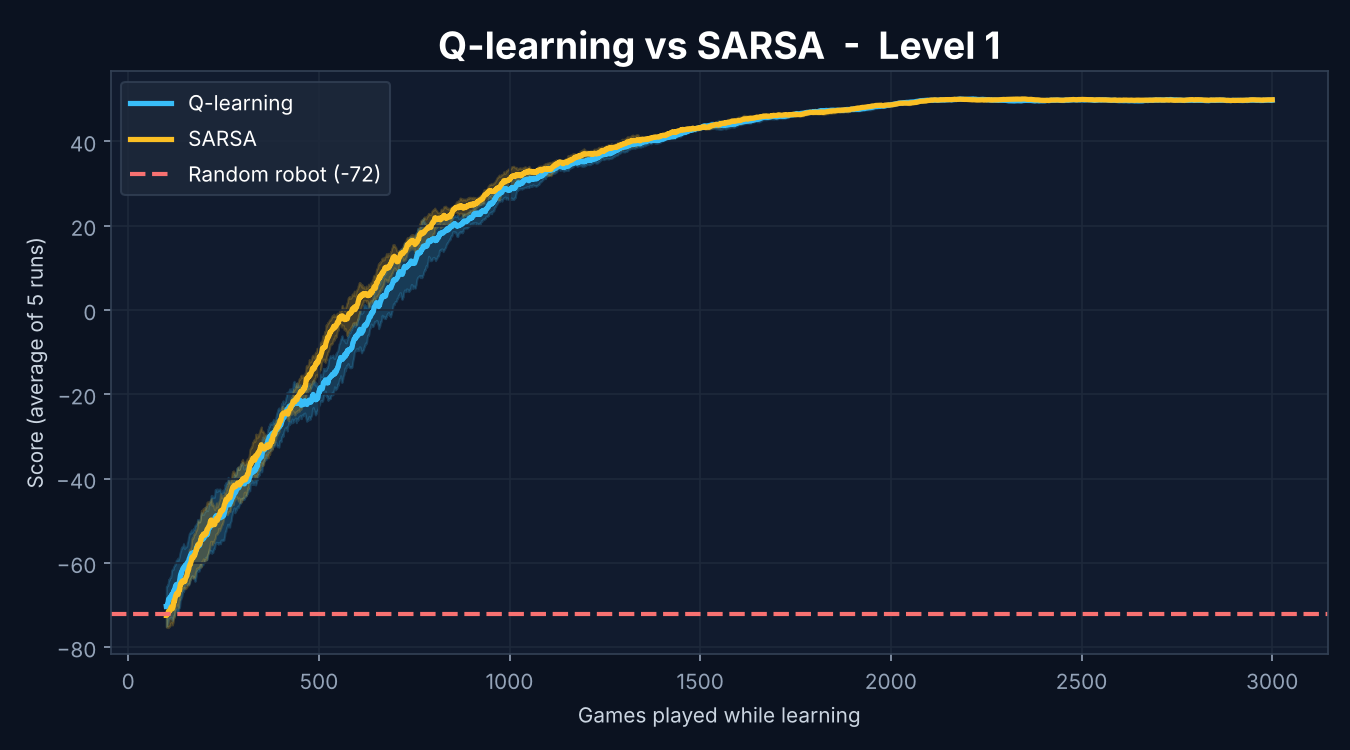 Q-learning vs SARSA - Level 1
Q-learning
SARSA
Random robot (-72)
Score (average of 5 runs)
40
20
0
−20
−40
−60
−80
0 500 1000 1500 2000 2500 3000
Games played while learning